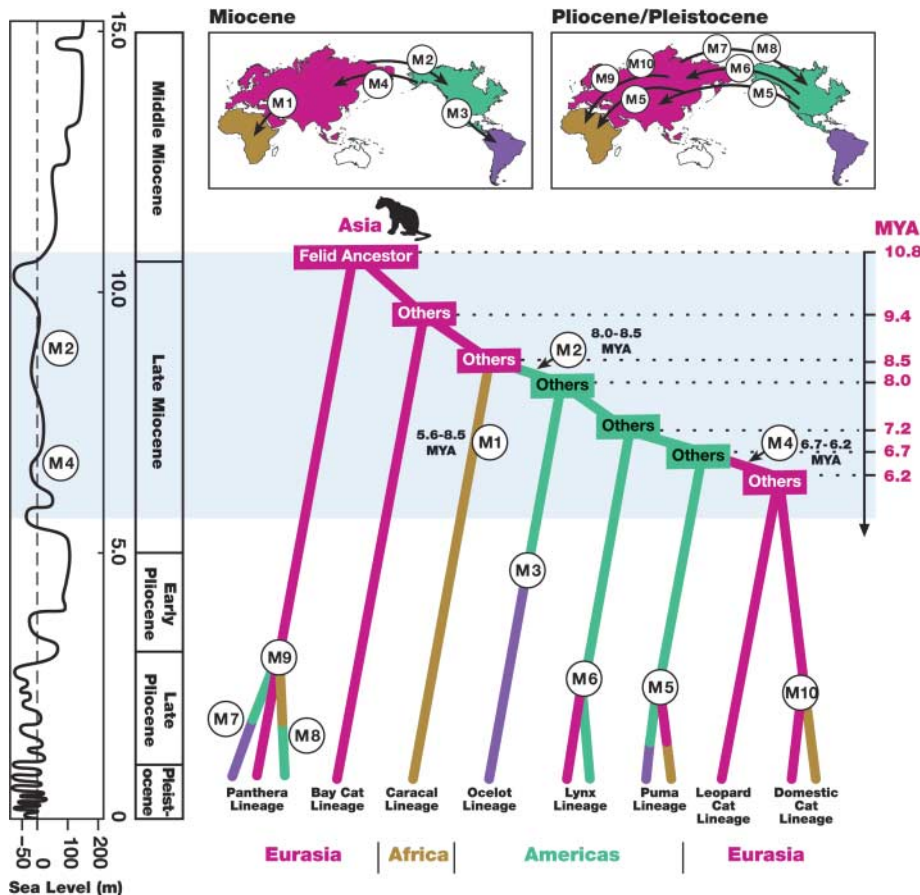 Miocene
M1
M2
M4
M3
Pliocene/Pleistocene
M7
M8
M10
M6
M9
M5
M5
15.0
10.0
5.0
0
Middle Miocene
Late Miocene
Early
Pliocene
Late
Pliocene
Pleist-
ocene
M2
M4
-50
0
100
200
Sea Level (m)
Asia
MYA
Felid Ancestor
10.8
Others
9.4
Others
8.5
M2
8.0-8.5
MYA
Others
8.0
Others
7.2
5.6-8.5
MYA
M1
Others
6.7
M4
6.7-6.2
MYA
Others
6.2
M3
M9
M6
M5
M10
M7
M8
Panthera
Lineage
Bay Cat
Lineage
Caracal
Lineage
Ocelot
Lineage
Lynx
Lineage
Puma
Lineage
Leopard
Cat
Lineage
Domestic
Cat
Lineage
Eurasia
Africa
Americas
Eurasia